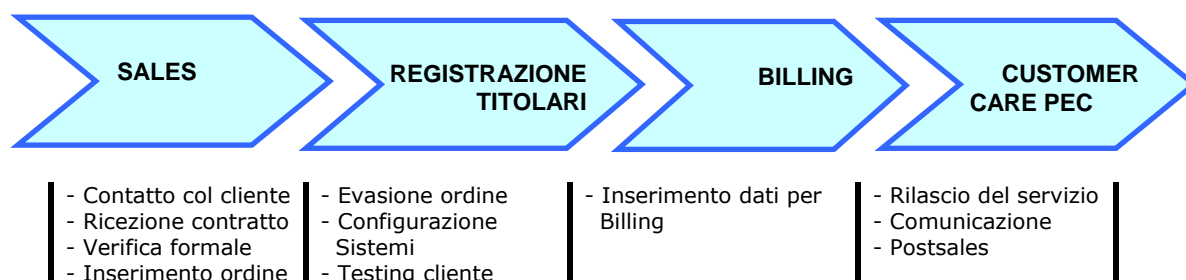 SALES
REGISTRAZIONE
TITOLARI
BILLING
CUSTOMER
CARE PEC
- Contatto col cliente
- Ricezione contratto
- Verifica formale
- Inserimento ordine
- Evasione ordine
- Configurazione
Sistemi
- Testing cliente
- Inserimento dati per
Billing
- Rilascio del servizio
- Comunicazione
- Postsales